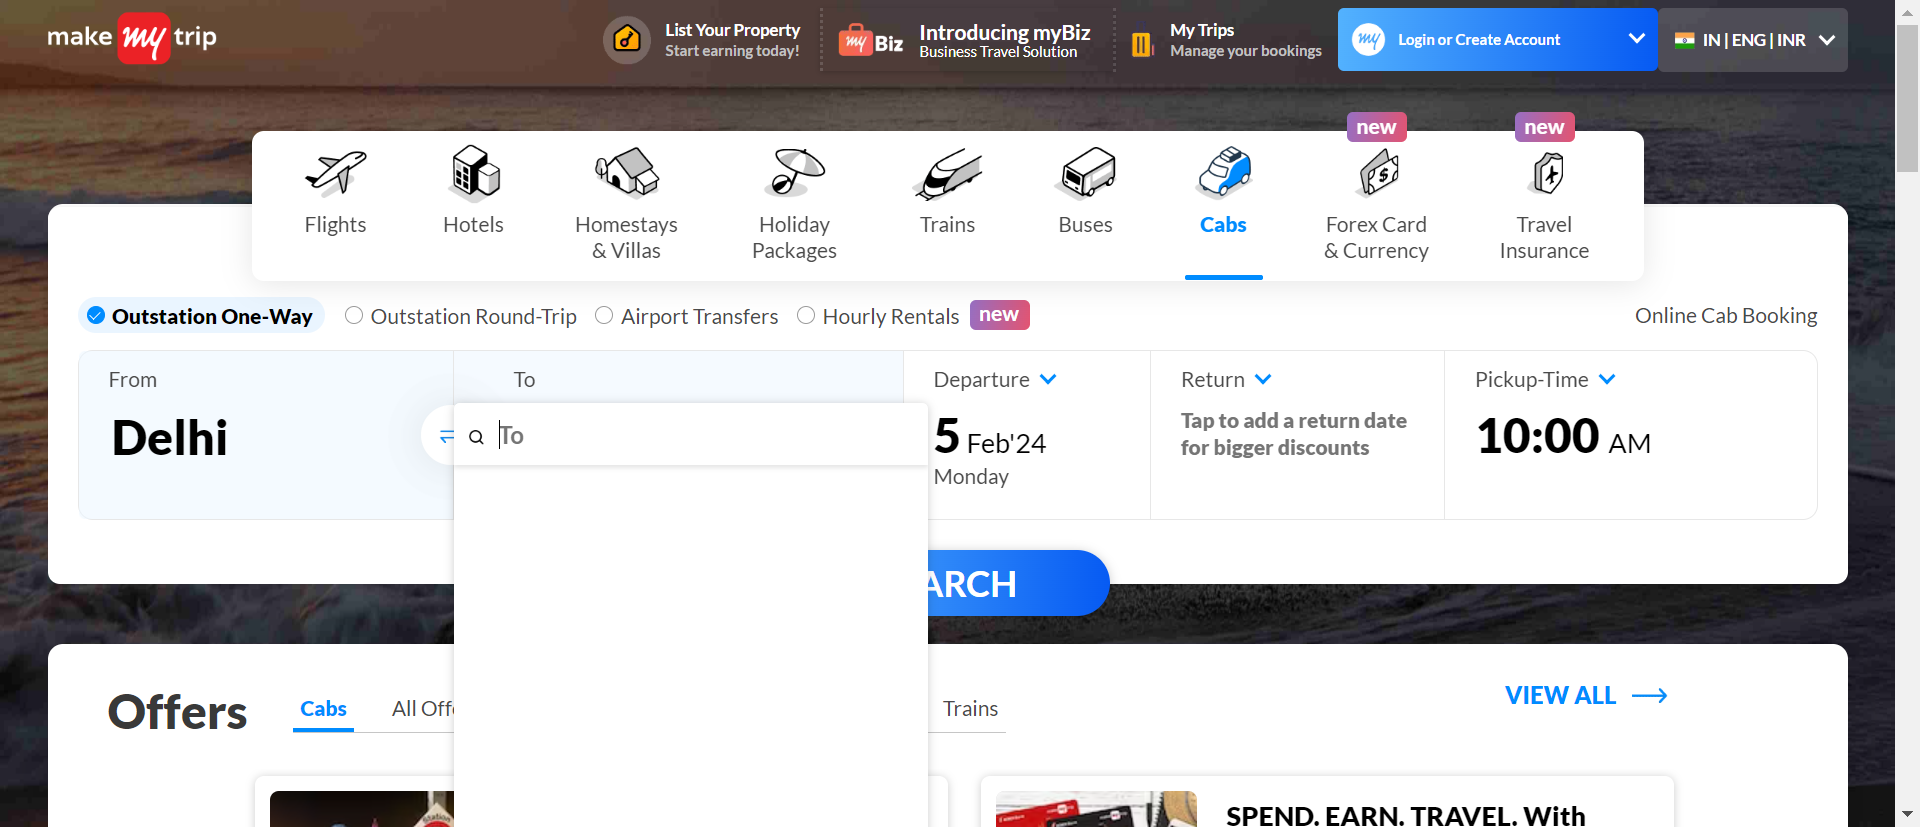 make my trip
List Your Property
Start earning today!
my Biz
Introducing myBiz
Business Travel Solution
My Trips
Manage your bookings
my
Login or Create Account
IN | ENG | INR
new
new
Flights
Hotels
Homestays
& Villas
Holiday
Packages
Trains
Buses
Cabs
Forex Card
& Currency
Travel
Insurance
Outstation One-Way
Outstation Round-Trip
Airport Transfers
Hourly Rentals
new
Online Cab Booking
From
Delhi
To
To
Departure
5 Feb'24
Monday
Return
Tap to add a return date
for bigger discounts
Pickup-Time
10:00 AM
ARCH
Offers
Cabs
All Off
Trains
VIEW ALL
Station
SPEND. EARN. TRAVEL. With